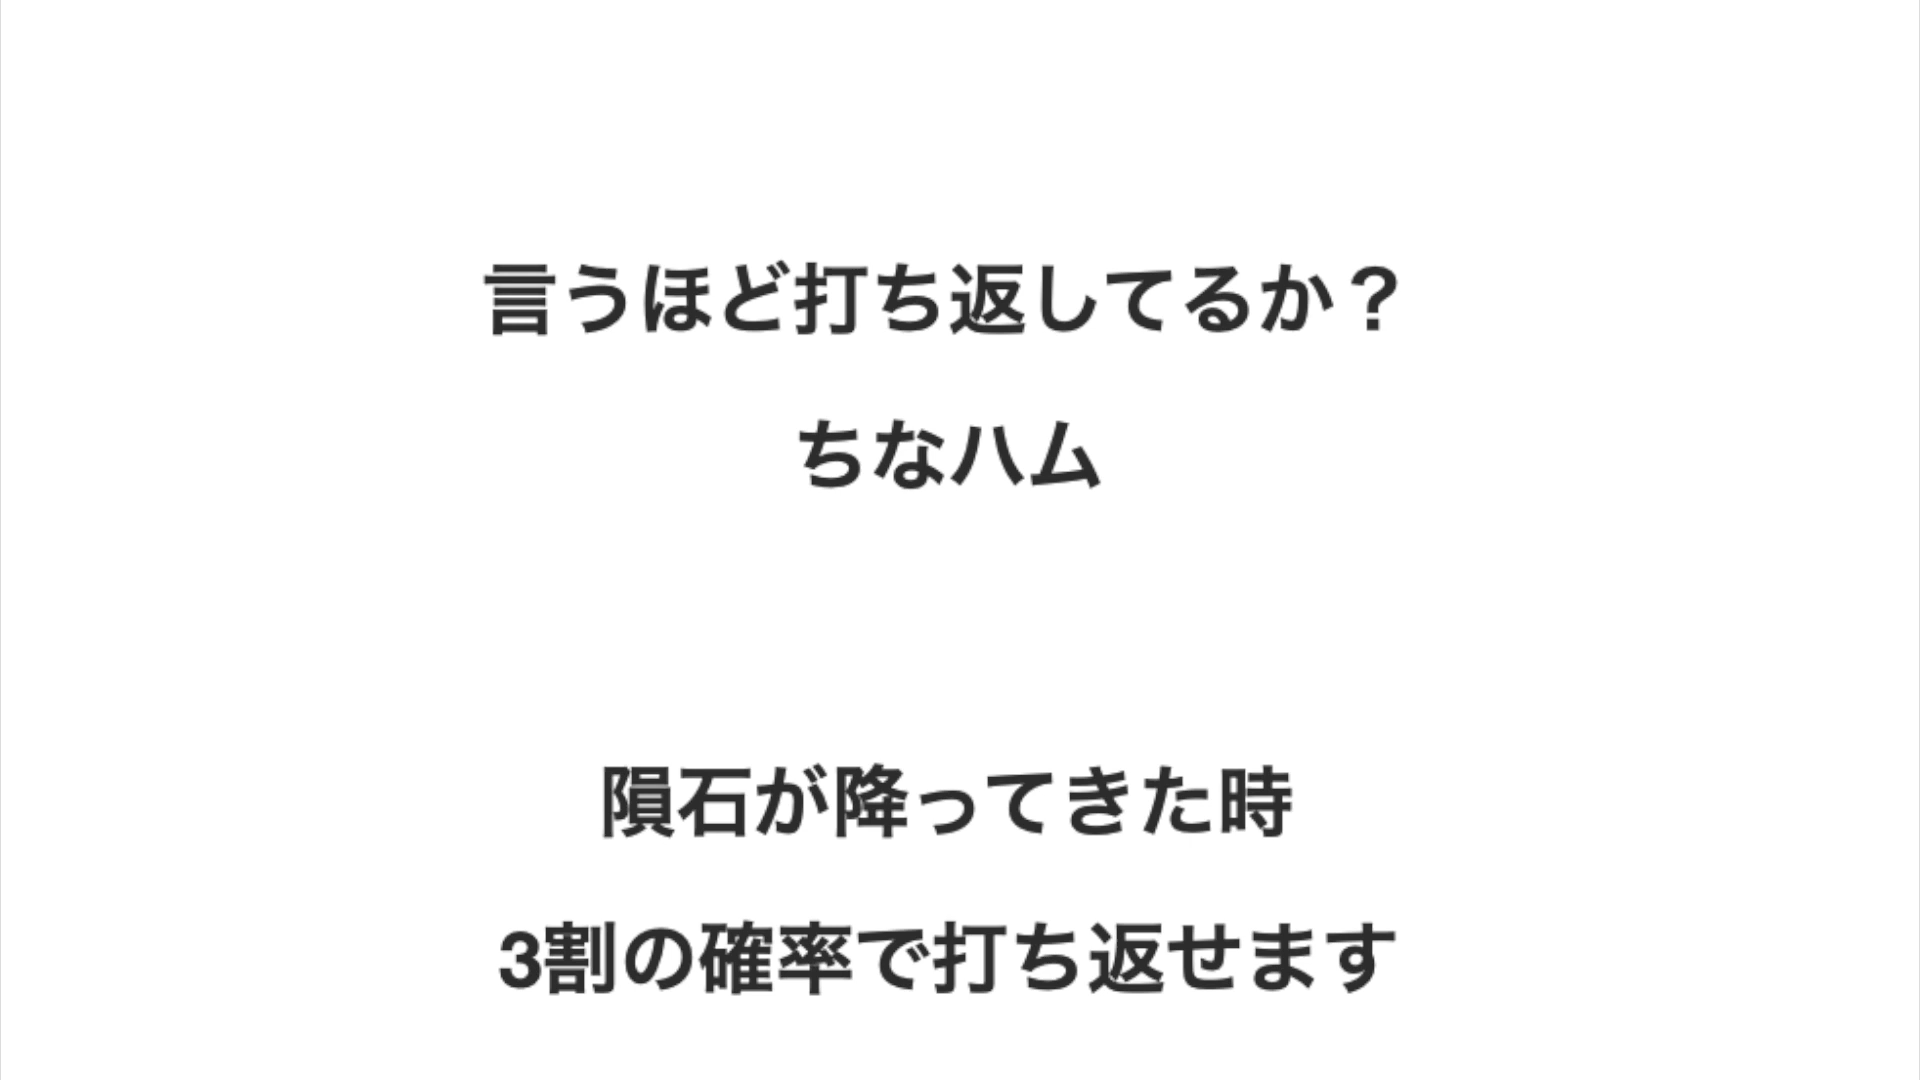 言うほど打ち返してるか？
ちなハム
隕石が降ってきた時
3割の確率で打ち返せます